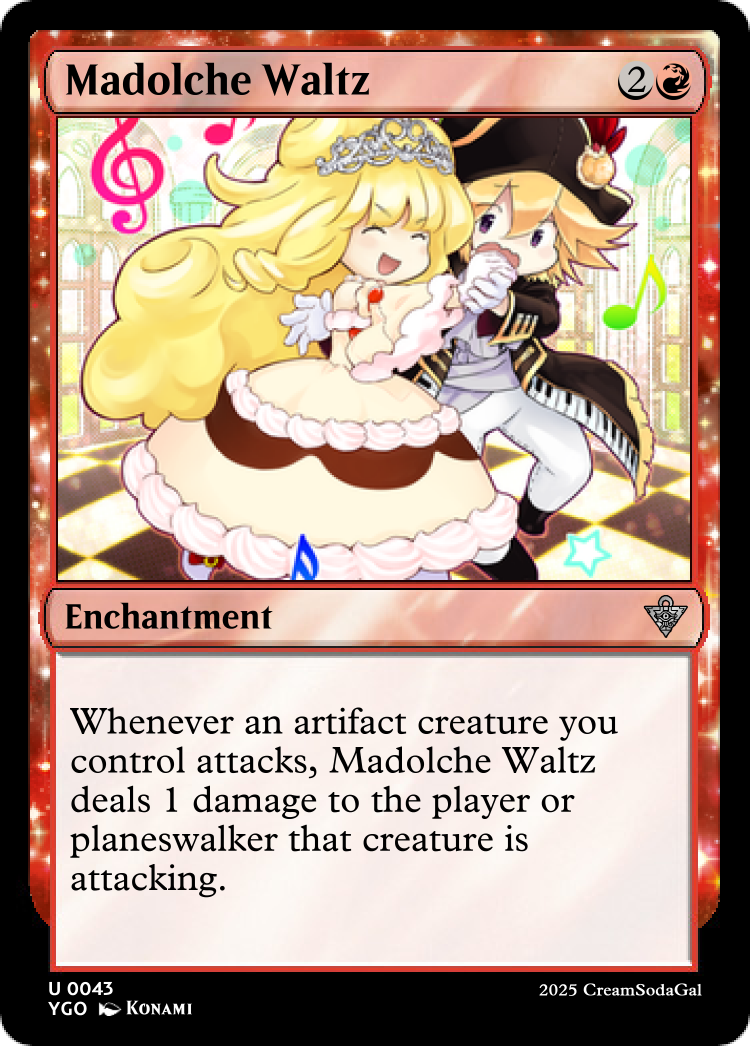 Madolche Waltz 2
Enchantment
Whenever an artifact creature you
control attacks, Madolche Waltz
deals 1 damage to the player or
planeswalker that creature is
attacking.
U 0043
YGO KONAMI
2025 CreamSodaGal